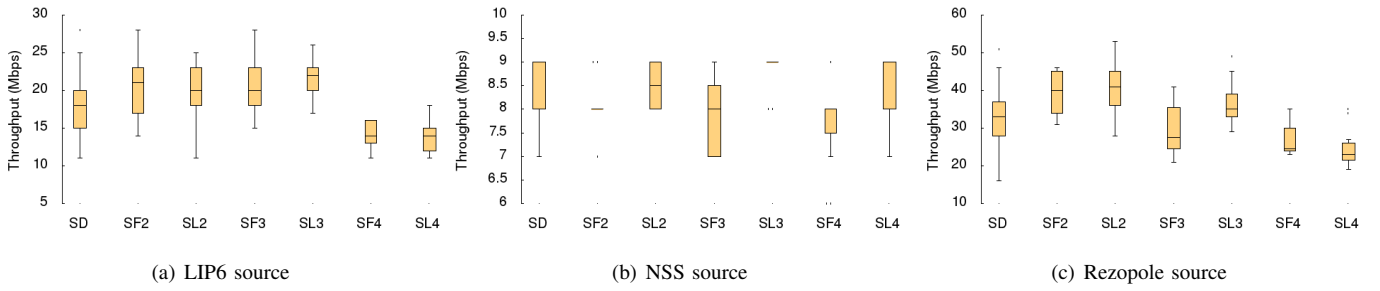 Throughput (Mbps)
30
25
20
15
10
5
SD SF2 SL2 SF3 SL3 SF4 SL4
(a) LIP6 source
Throughput (Mbps)
10
9.5
9
8.5
8
7.5
7
6.5
6
SD SF2 SL2 SF3 SL3 SF4 SL4
(b) NSS source
Throughput (Mbps)
60
50
40
30
20
10
SD SF2 SL2 SF3 SL3 SF4 SL4
(c) Rezopole source